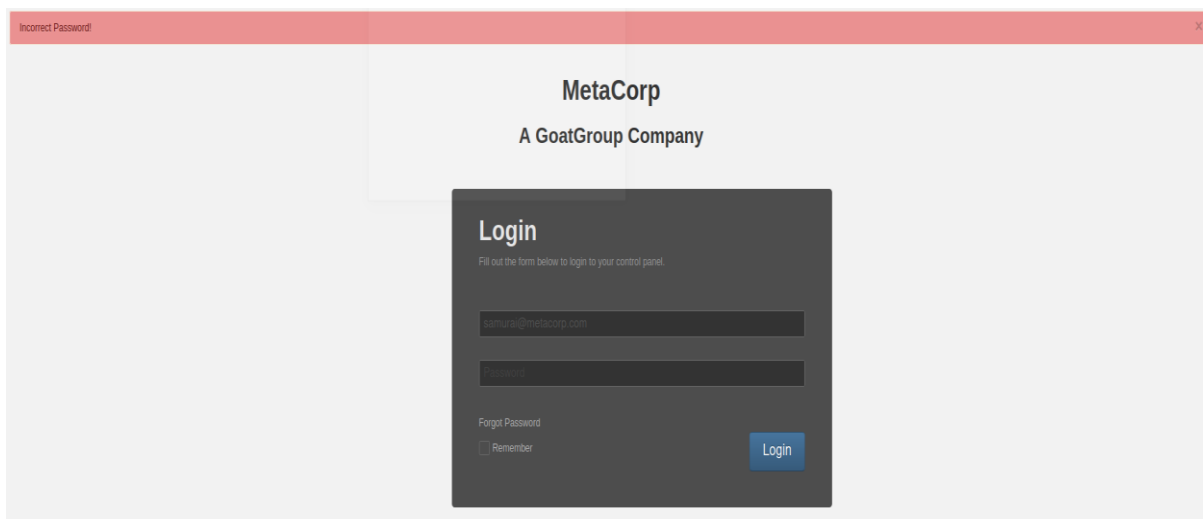 Incorrect Password!
x
MetaCorp
A GoatGroup Company
Login
Fill out the form below to login to your control panel.
samurai@metacorp.com
Password
Forgot Password
Remember
Login